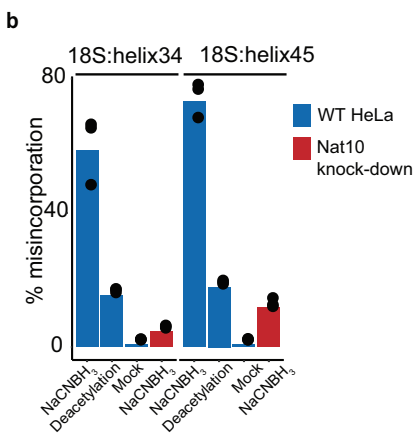 b
18S:helix34 18S:helix45
80
40
0
% misincorporation
WT HeLa
Nat10
knock-down
NaCNBH₃ Deacetylation Mock NaCNBH₃ NaCNBH₃ Deacetylation Mock NaCNBH₃